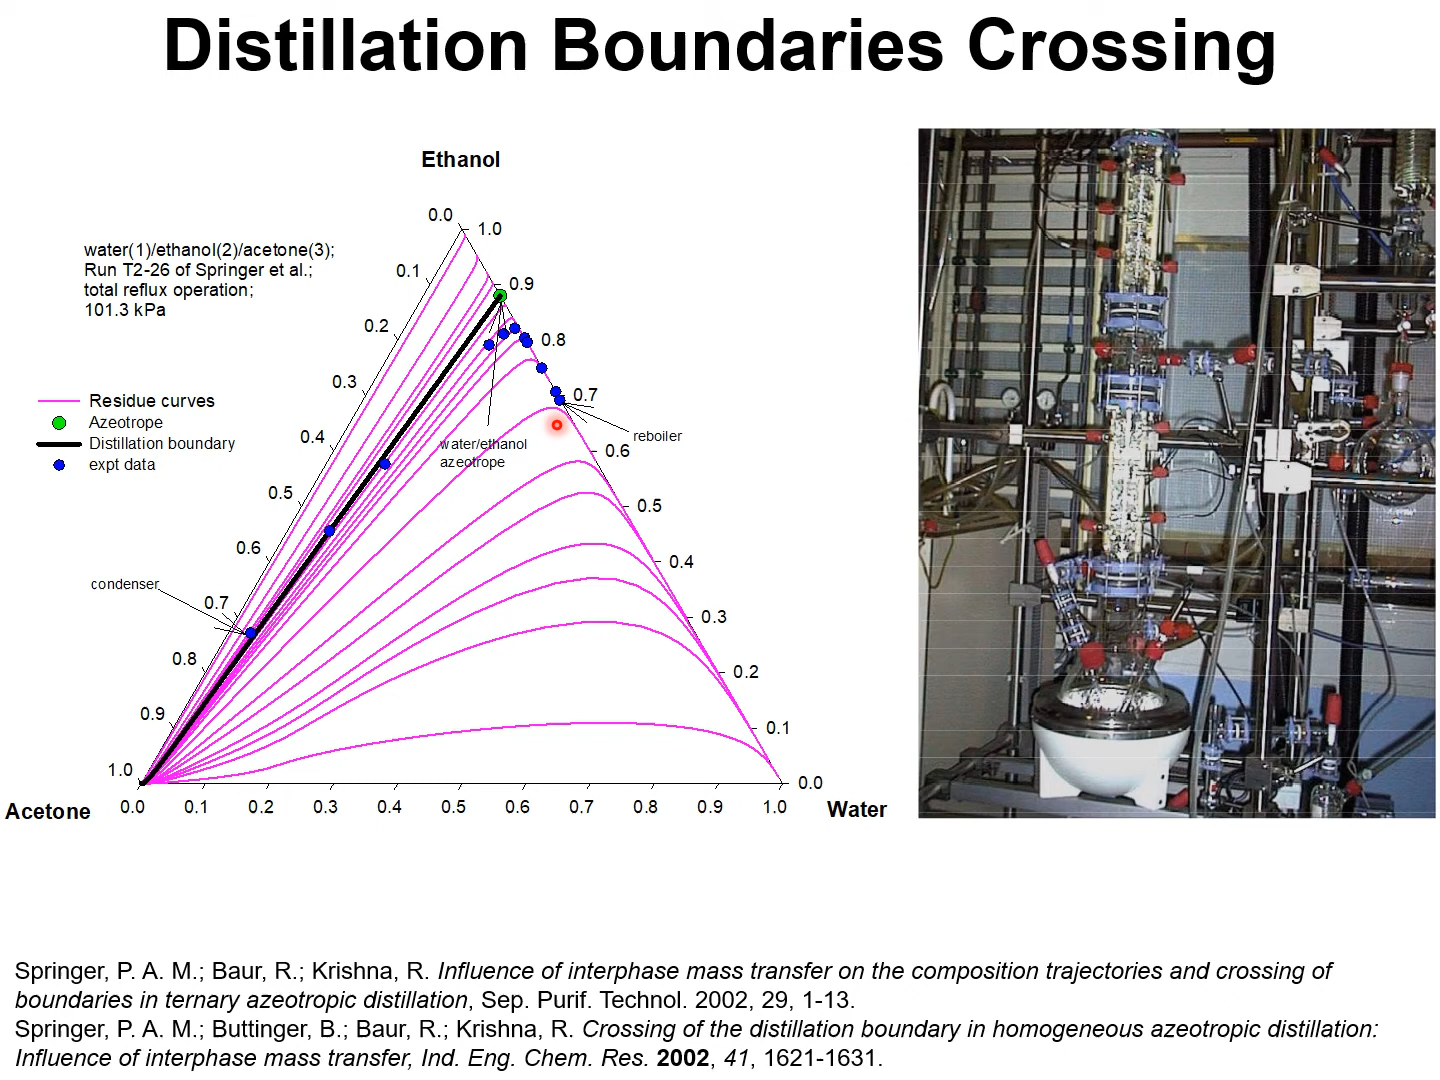 Distillation Boundaries Crossing
Ethanol
water(1)/ethanol(2)/acetone(3);
Run T2-26 of Springer et al.;
total reflux operation;
101.3 kPa
Residue curves
Azeotrope
Distillation boundary
expt data
0.0
0.1
0.2
0.3
0.4
0.5
0.6
0.7
0.8
0.9
1.0
1.0
0.9
0.8
0.7
0.6
0.5
0.4
0.3
0.2
0.1
0.0
water/ethanol
azeotrope
reboiler
condenser
0.0
0.1
0.2
0.3
0.4
0.5
0.6
0.7
0.8
0.9
1.0
Acetone
Water
Springer, P. A. M.; Baur, R.; Krishna, R. Influence of interphase mass transfer on the composition trajectories and crossing of
boundaries in ternary azeotropic distillation, Sep. Purif. Technol. 2002, 29, 1-13.
Springer, P. A. M.; Buttinger, B.; Baur, R.; Krishna, R. Crossing of the distillation boundary in homogeneous azeotropic distillation:
Influence of interphase mass transfer, Ind. Eng. Chem. Res. 2002, 41, 1621-1631.